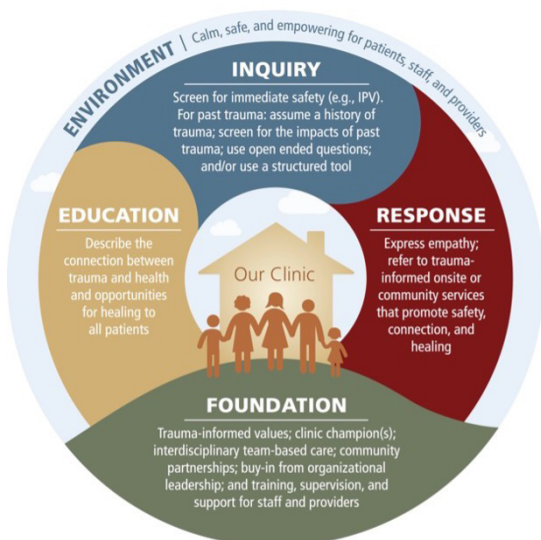 ENVIRONMENT | Calm, safe, and empowering for patients, staff, and providers
INQUIRY
Screen for immediate safety (e.g., IPV).
For past trauma: assume a history of
trauma; screen for the impacts of past
trauma; use open ended questions;
and/or use a structured tool
EDUCATION
Describe the
connection between
trauma and health
and opportunities
for healing to
all patients
RESPONSE
Express empathy;
refer to trauma-
informed onsite or
community services
that promote safety,
connection, and
healing
Our Clinic
FOUNDATION
Trauma-informed values; clinic champion(s);
interdisciplinary team-based care; community
partnerships; buy-in from organizational
leadership; and training, supervision, and
support for staff and providers